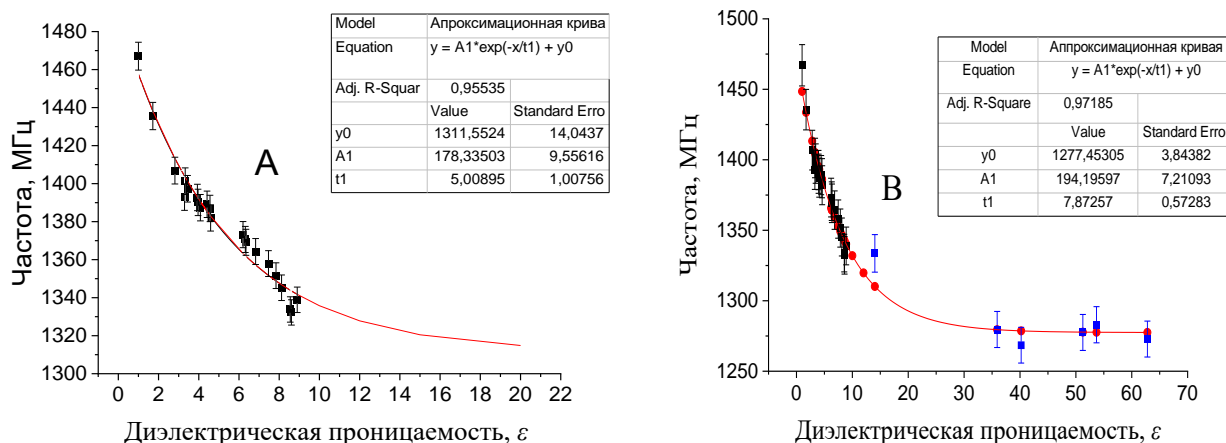 Частота, МГц
1480
1460
1440
1420
1400
1380
1360
1340
1320
1300
0 2 4 6 8 10 12 14 16 18 20 22
Диэлектрическая проницаемость, ε
A
Model Апроксимационная крива
Equation y = A1*exp(-x/t1) + y0
Adj. R-Squar 0,95535
Value Standard Erro
y0 1311,5524 14,0437
A1 178,33503 9,55616
t1 5,00895 1,00756
Частота, МГц
1500
1450
1400
1350
1300
1250
0 10 20 30 40 50 60 70
Диэлектрическая проницаемость, ε
B
Model Аппроксимационная кривая
Equation y = A1*exp(-x/t1) + y0
Adj. R-Square 0,97185
Value Standard Error
y0 1277,45305 3,84382
A1 194,19597 7,21093
t1 7,87257 0,57283